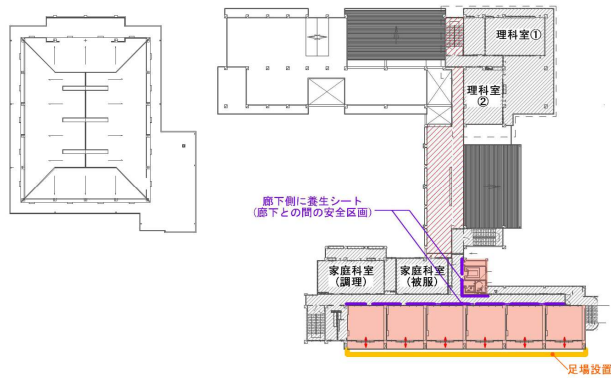 理科室①
理科室
②
廊下側に養生シート
(廊下との間の安全区画)
家庭科室
(調理)
家庭科室
(被服)
足場設置